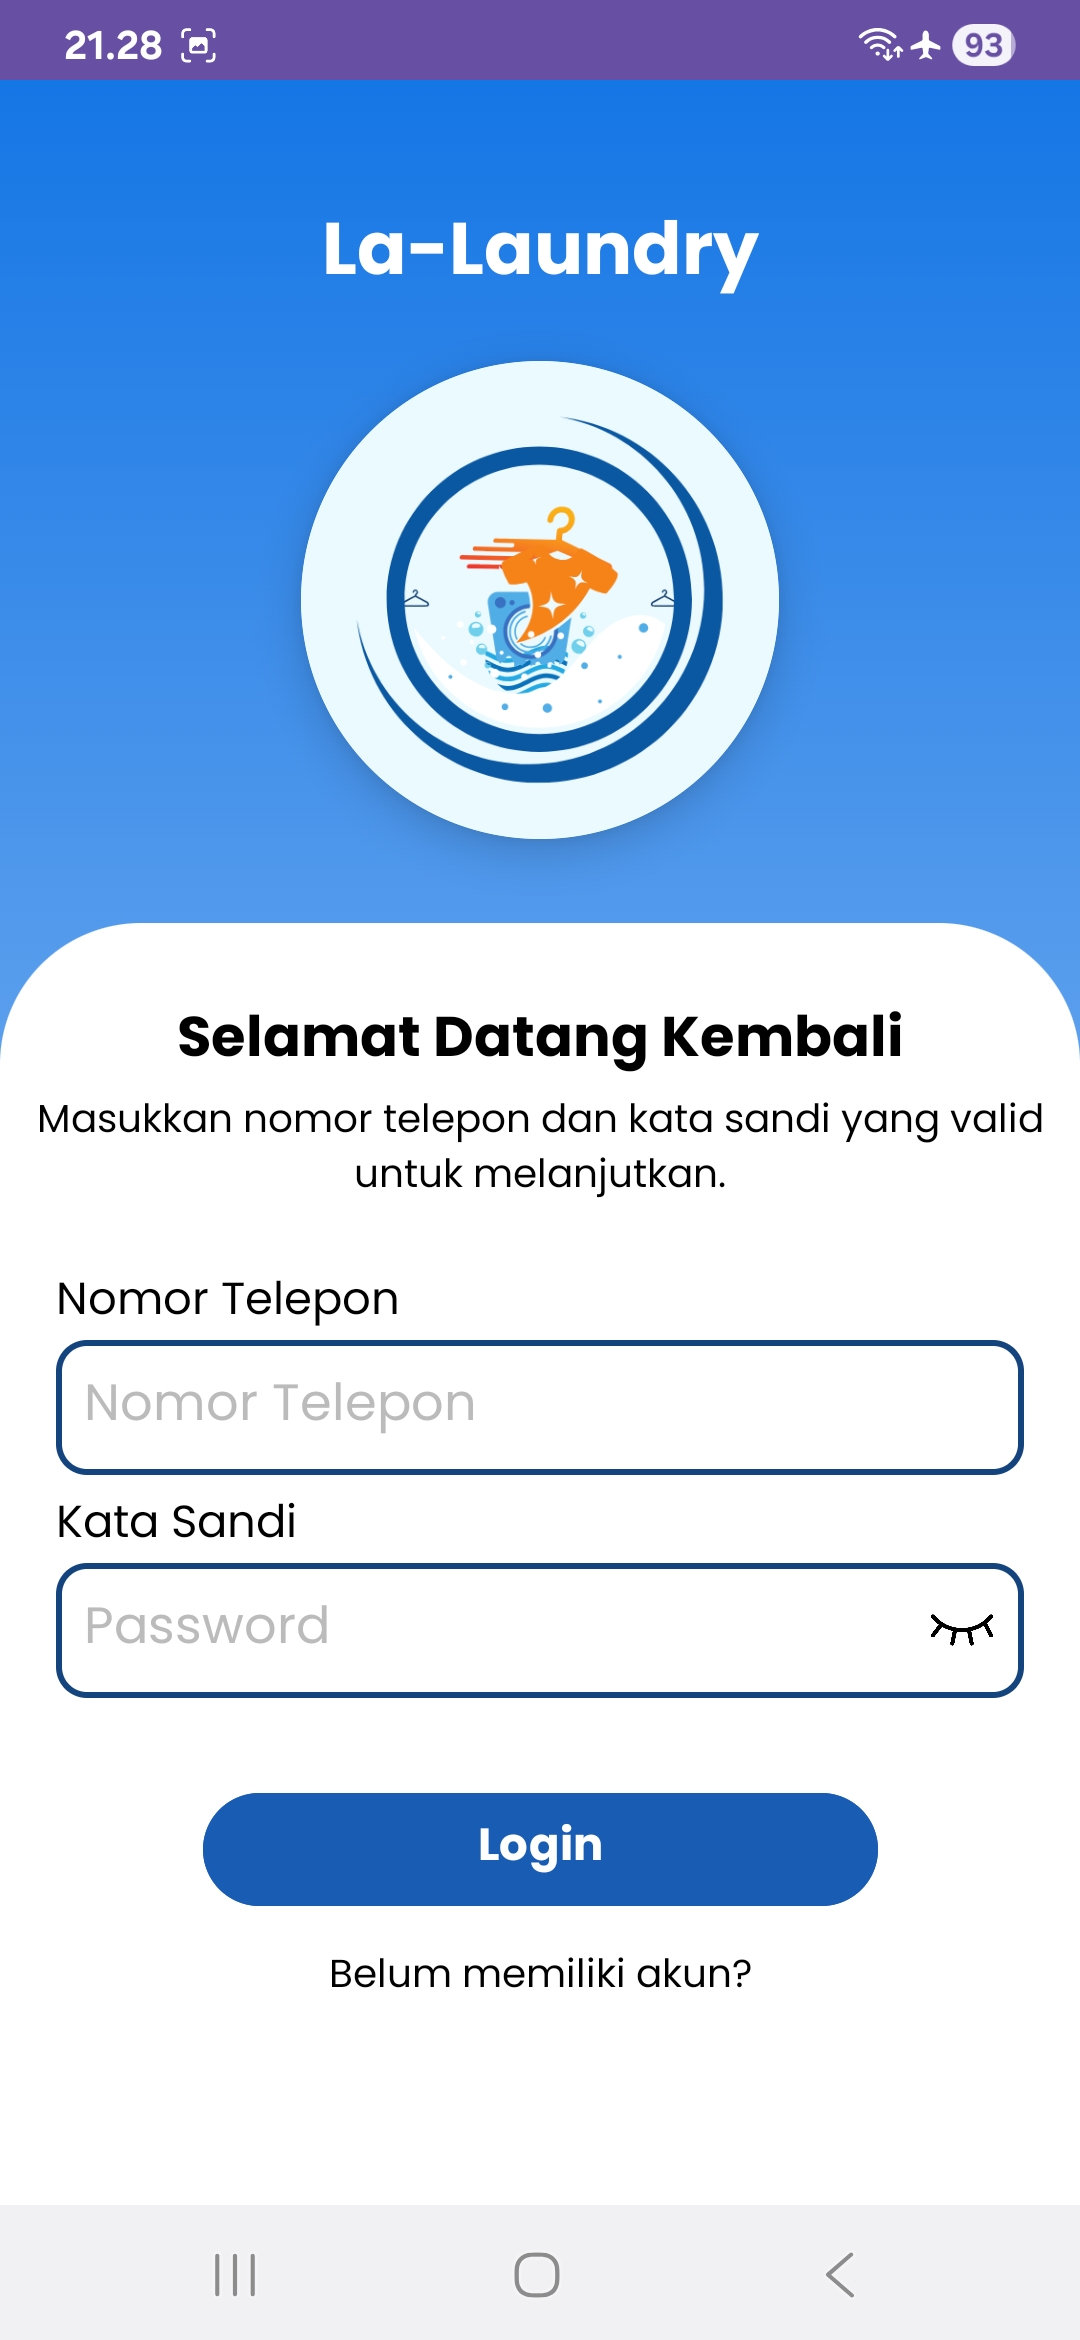 21.28
93
La-Laundry
Selamat Datang Kembali
Masukkan nomor telepon dan kata sandi yang valid
untuk melanjutkan.
Nomor Telepon
Nomor Telepon
Kata Sandi
Password
Login
Belum memiliki akun?